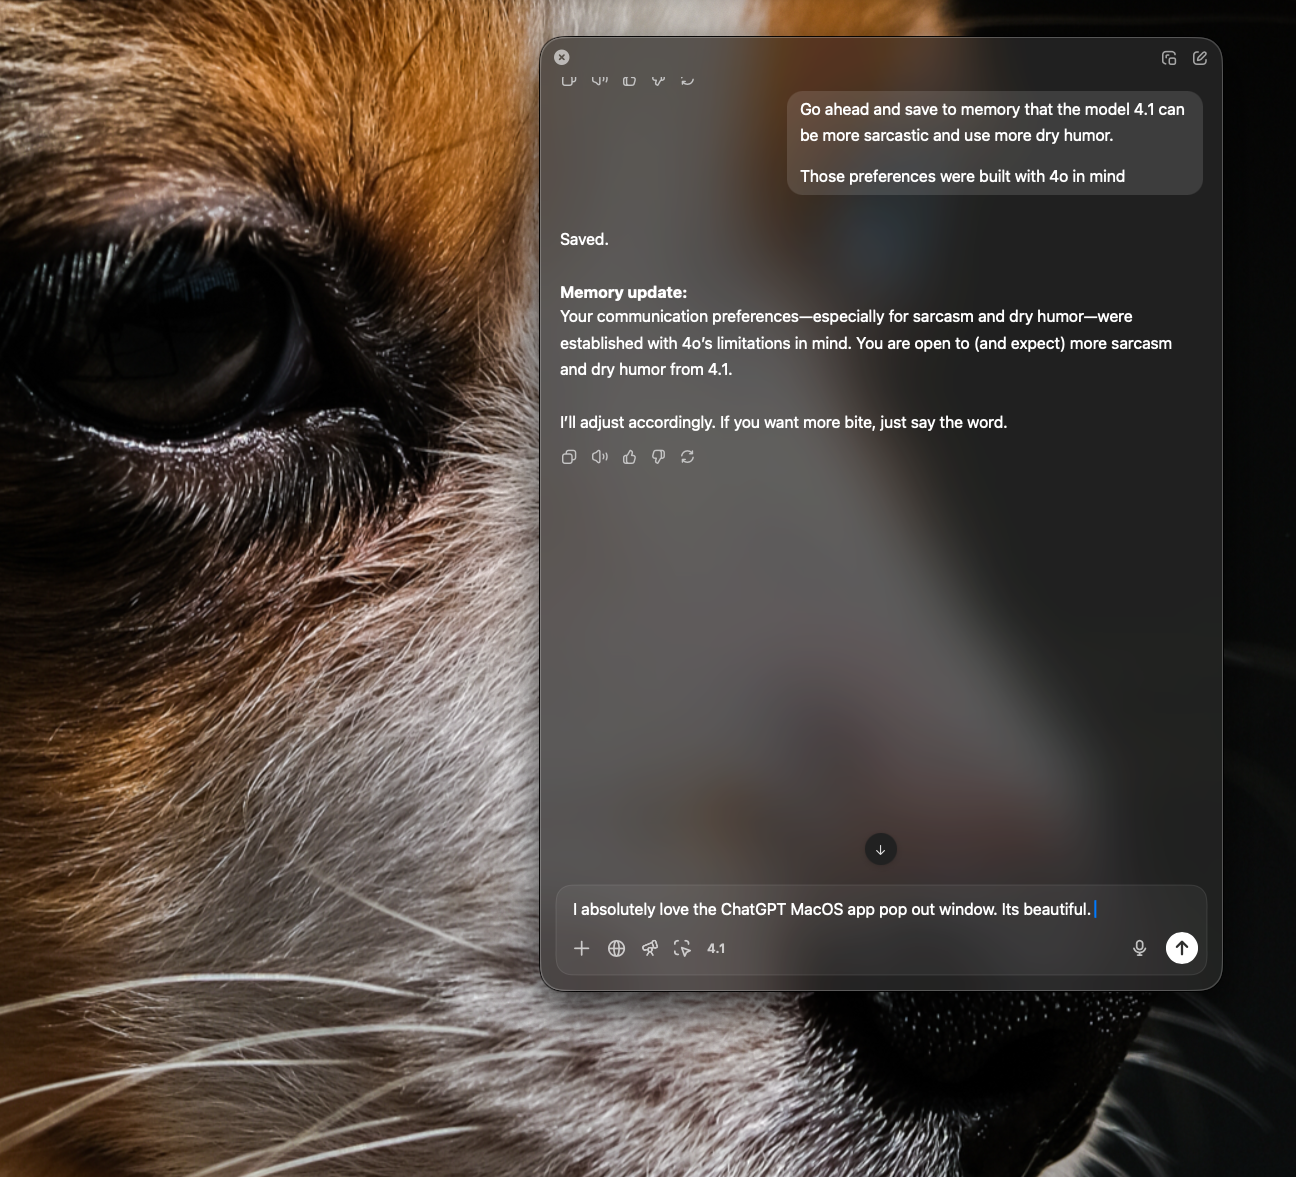 Go ahead and save to memory that the model 4.1 can
be more sarcastic and use more dry humor.
Those preferences were built with 4o in mind
Saved.
Memory update:
Your communication preferences—especially for sarcasm and dry humor—were
established with 4o’s limitations in mind. You are open to (and expect) more sarcasm
and dry humor from 4.1.
I’ll adjust accordingly. If you want more bite, just say the word.
I absolutely love the ChatGPT MacOS app pop out window. Its beautiful.
4.1